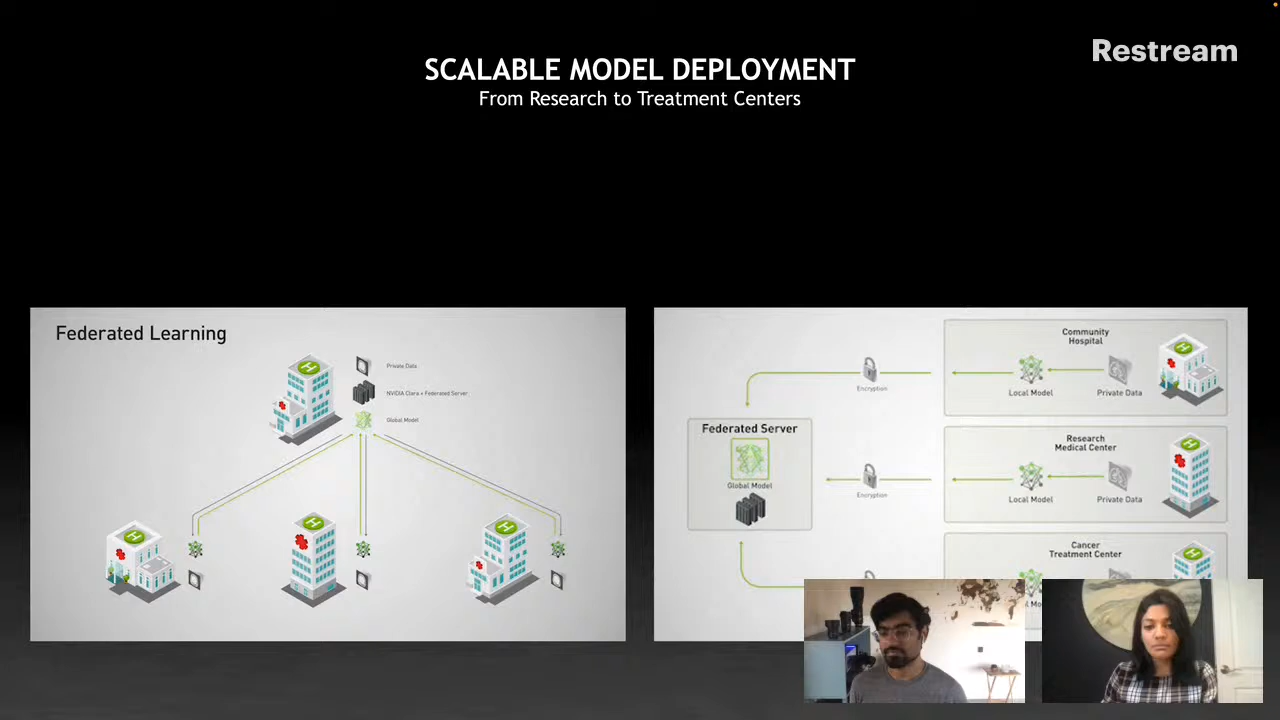 Restream
SCALABLE MODEL DEPLOYMENT
From Research to Treatment Centers
Federated Learning
Private Data
NVIDIA Clara + Federated Server
Global Model
Community
Hospital
Encryption
Local Model
Private Data
Federated Server
Global Model
Research
Medical Center
Encryption
Local Model
Private Data
Cancer
Treatment Center